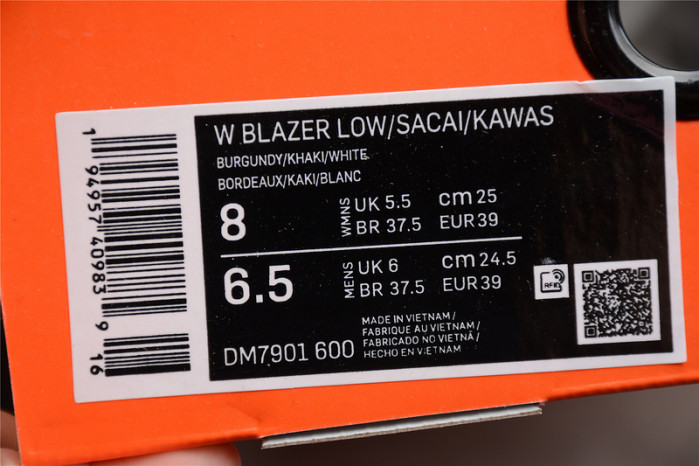 W BLAZER LOW/SACAI/KAWAS
BURGUNDY/KHAKI/WHITE
BORDEAUX/KAKI/BLANC
8
WMNS
UK 5.5 cm 25
BR 37.5 EUR 39
6.5
MENS
UK 6 cm 24.5
BR 37.5 EUR 39
RFID
DM7901 600
MADE IN VIETNAM /
FABRIQUE AU VIETNAM /
FABRICADO NO VIETNÃ /
HECHO EN VIETNAM
1 94957 40983 9 16